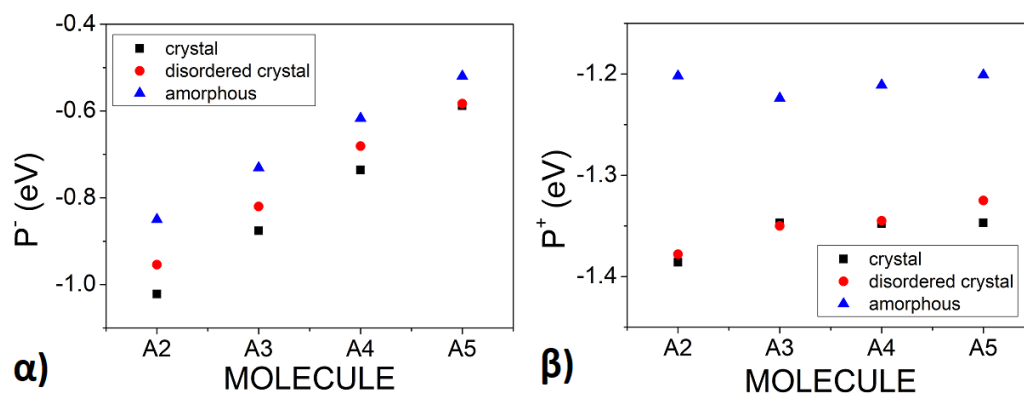 -0.4
-0.6
-0.8
-1.0
P⁻ (eV)
crystal
disordered crystal
amorphous
A2 A3 A4 A5
MOLECULE
α)
-1.2
-1.3
-1.4
P⁺ (eV)
crystal
disordered crystal
amorphous
A2 A3 A4 A5
MOLECULE
β)